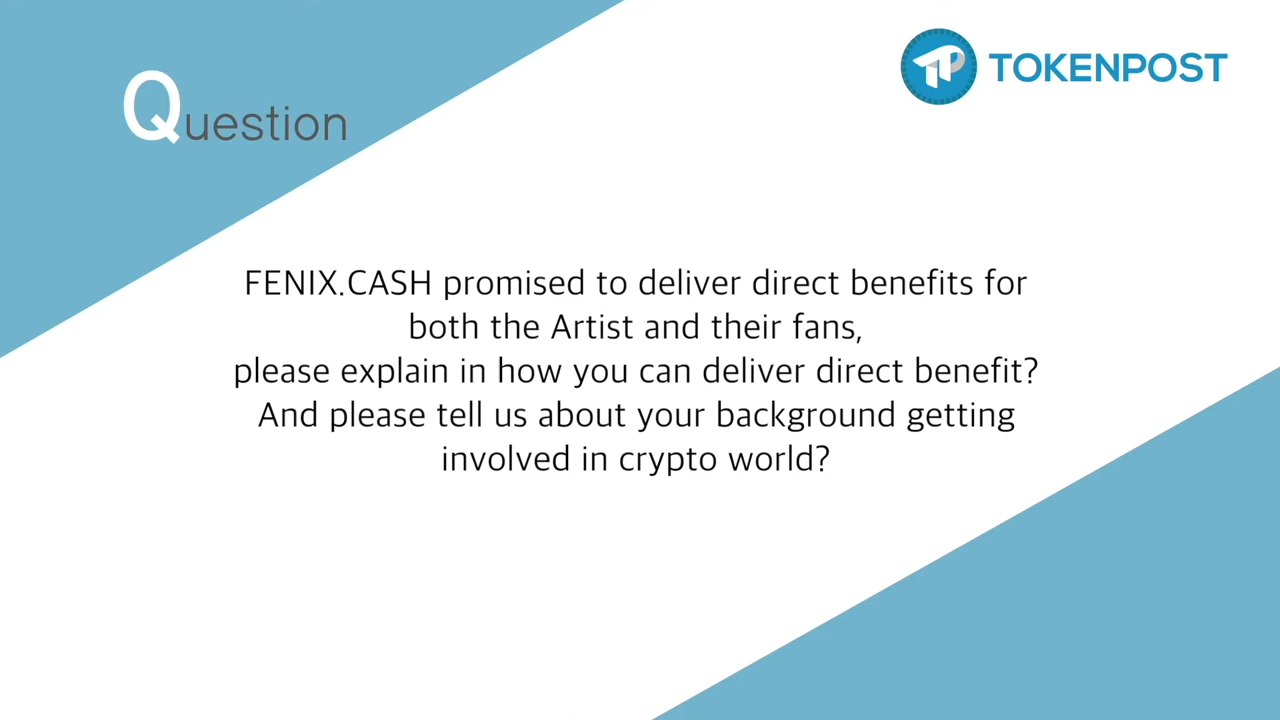 Question
TOKENPOST
FENIX.CASH promised to deliver direct benefits for
both the Artist and their fans,
please explain in how you can deliver direct benefit?
And please tell us about your background getting
involved in crypto world?